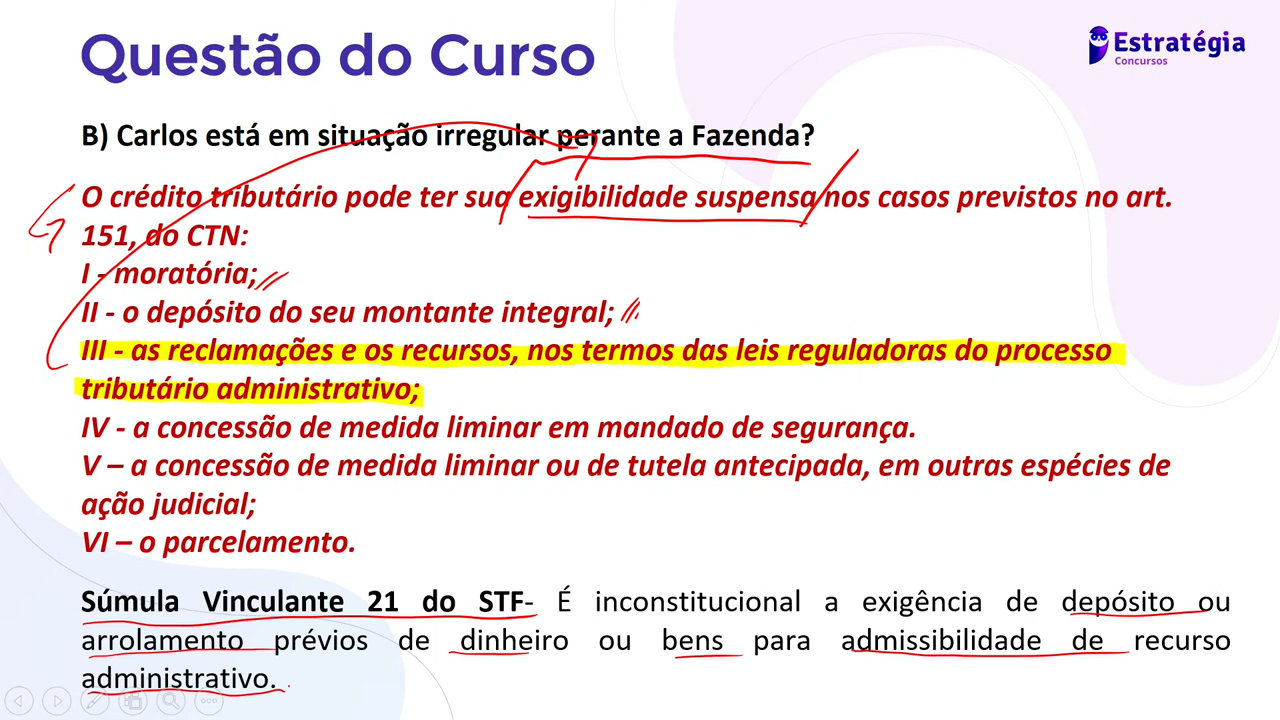 Questão do Curso
Estratégia
Concursos
B) Carlos está em situação irregular perante a Fazenda?
O crédito tributário pode ter sua exigibilidade suspensa nos casos previstos no art.
151, do CTN:
I - moratória;
II - o depósito do seu montante integral;
III - as reclamações e os recursos, nos termos das leis reguladoras do processo
tributário administrativo;
IV - a concessão de medida liminar em mandado de segurança.
V – a concessão de medida liminar ou de tutela antecipada, em outras espécies de
ação judicial;
VI – o parcelamento.
Súmula Vinculante 21 do STF- É inconstitucional a exigência de depósito ou
arrolamento prévios de dinheiro ou bens para admissibilidade de recurso
administrativo.